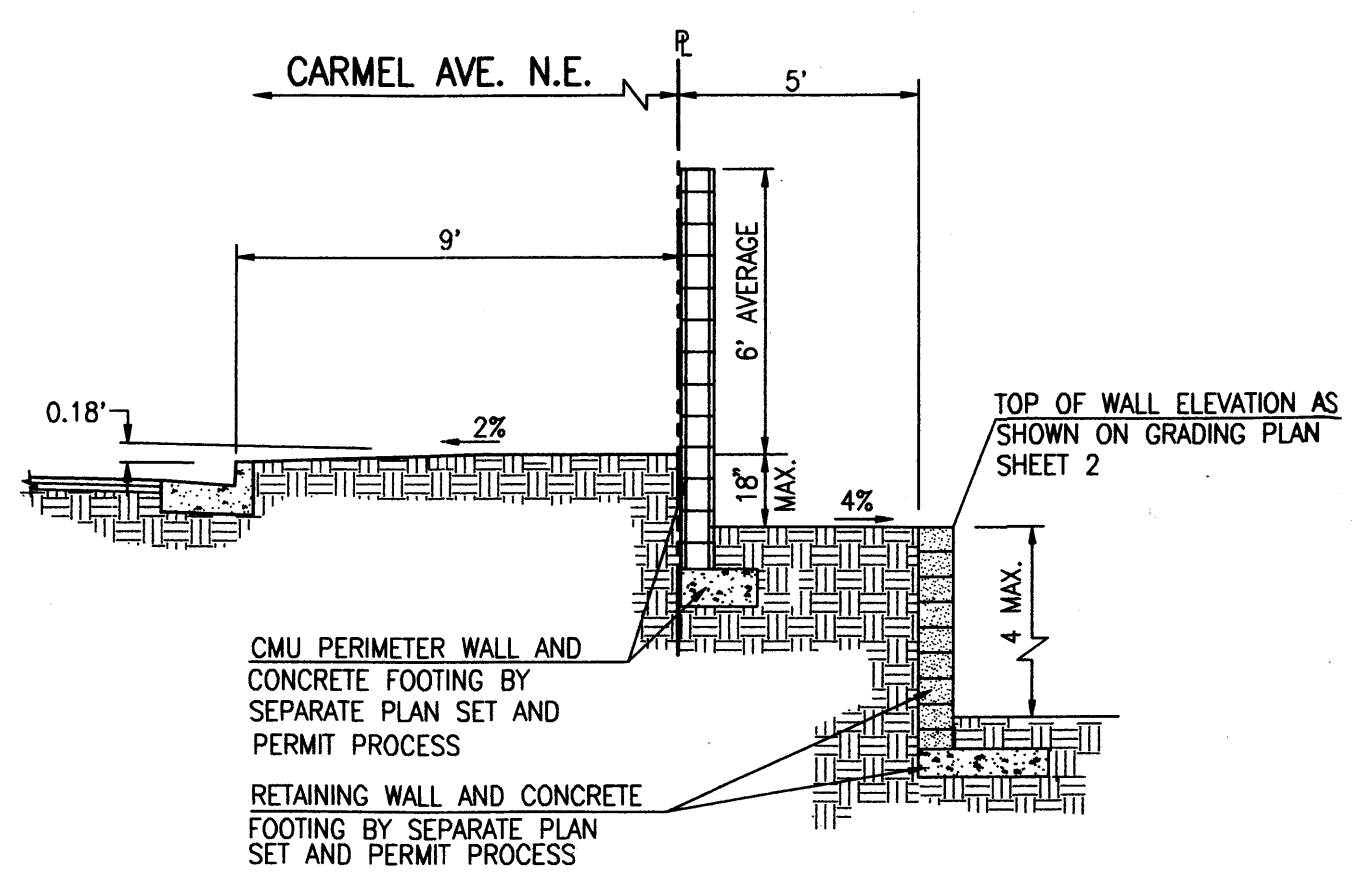 PL
CARMEL AVE. N.E.
5'
9'
6' AVERAGE
0.18'
2%
18" MAX.
4%
TOP OF WALL ELEVATION AS
SHOWN ON GRADING PLAN
SHEET 2
4 MAX.
CMU PERIMETER WALL AND
CONCRETE FOOTING BY
SEPARATE PLAN SET AND
PERMIT PROCESS
RETAINING WALL AND CONCRETE
FOOTING BY SEPARATE PLAN
SET AND PERMIT PROCESS